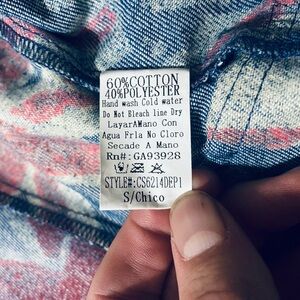 60%COTTON
40%POLYESTER
Hand wash Cold water
Do Not Bleach line Dry
LayarAMano Con
Agua Frla No Cloro
Secade A Mano
Rn#: GA93928
STYLE#:CS6214DEP1
S/Chico